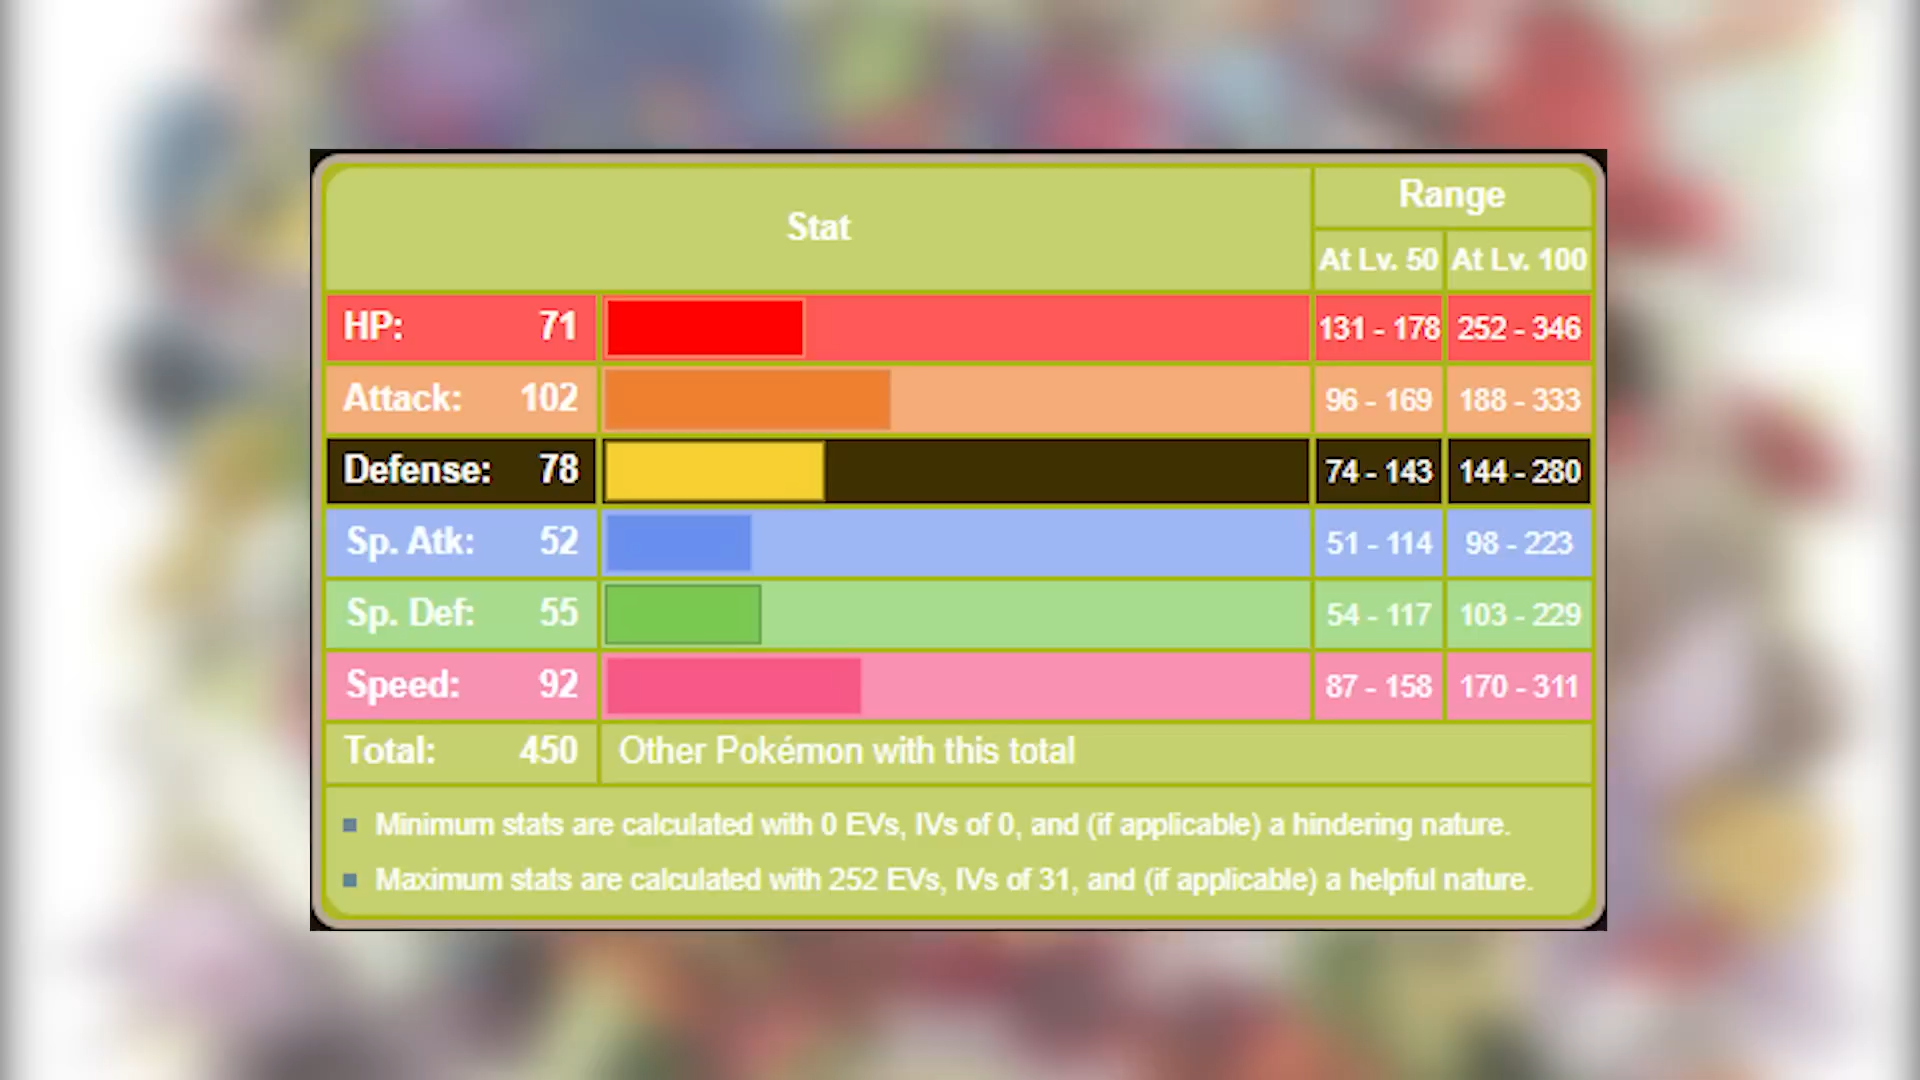 Stat Range
At Lv. 50 At Lv. 100
HP: 71 131 - 178 252 - 346
Attack: 102 96 - 169 188 - 333
Defense: 78 74 - 143 144 - 280
Sp. Atk: 52 51 - 114 98 - 223
Sp. Def: 55 54 - 117 103 - 229
Speed: 92 87 - 158 170 - 311
Total: 450 Other Pokémon with this total
Minimum stats are calculated with 0 EVs, IVs of 0, and (if applicable) a hindering nature.
Maximum stats are calculated with 252 EVs, IVs of 31, and (if applicable) a helpful nature.